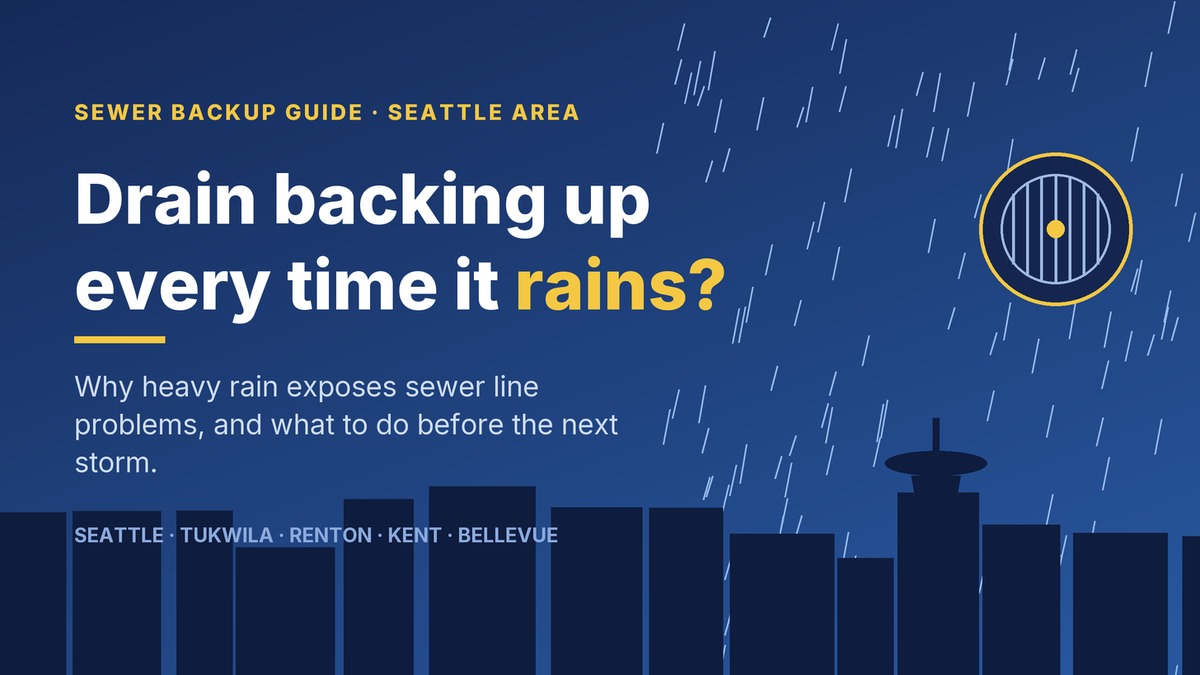 SEWER BACKUP GUIDE · SEATTLE AREA
Drain backing up
every time it rains?
Why heavy rain exposes sewer line
problems, and what to do before the next
storm.
SEATTLE · TUKWILA · RENTON · KENT · BELLEVUE